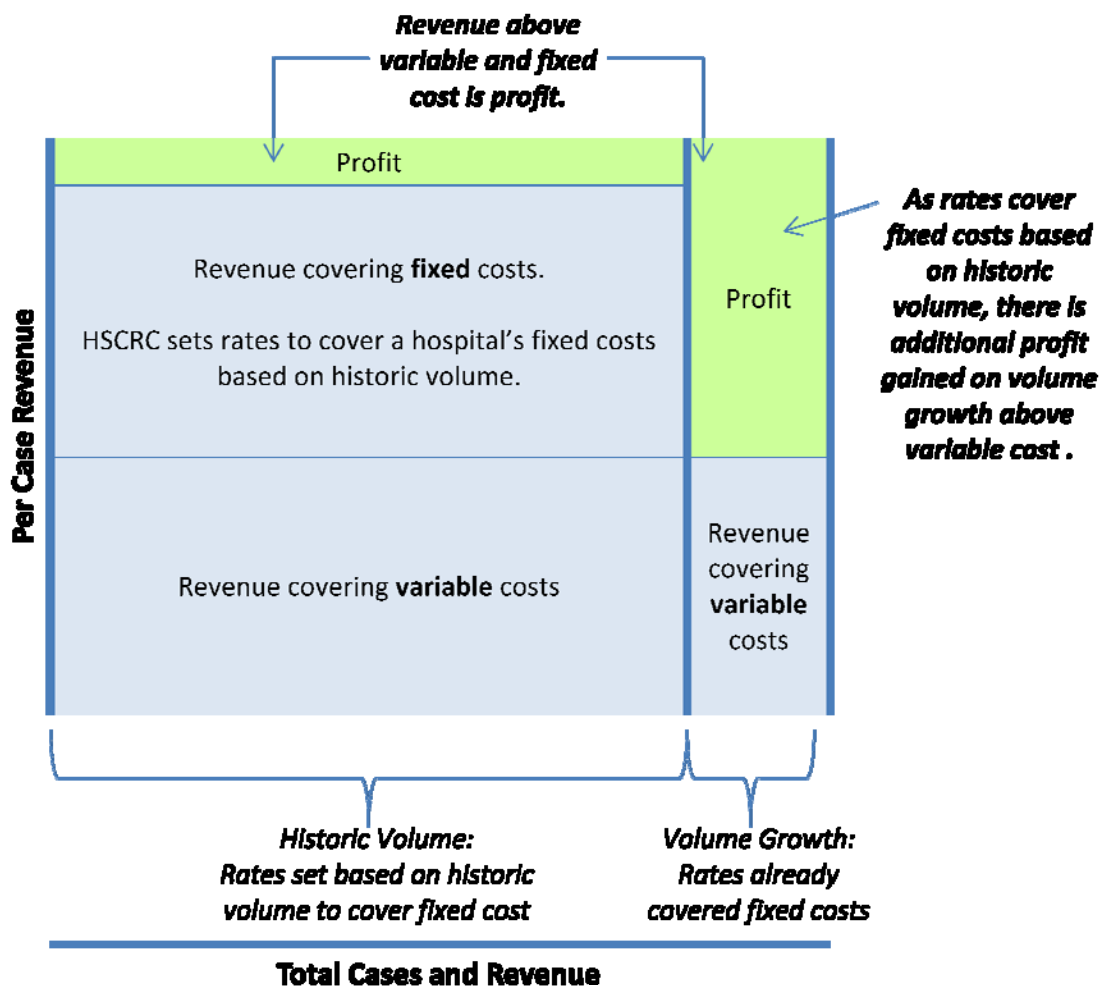 Revenue above
variable and fixed
cost is profit.
Profit
Revenue covering fixed costs.
HSCRC sets rates to cover a hospital's fixed costs
based on historic volume.
Profit
As rates cover
fixed costs based
on historic
volume, there is
additional profit
gained on volume
growth above
variable cost .
Per Case Revenue
Revenue covering variable costs
Revenue
covering
variable
costs
Historic Volume:
Rates set based on historic
volume to cover fixed cost
Volume Growth:
Rates already
covered fixed costs
Total Cases and Revenue